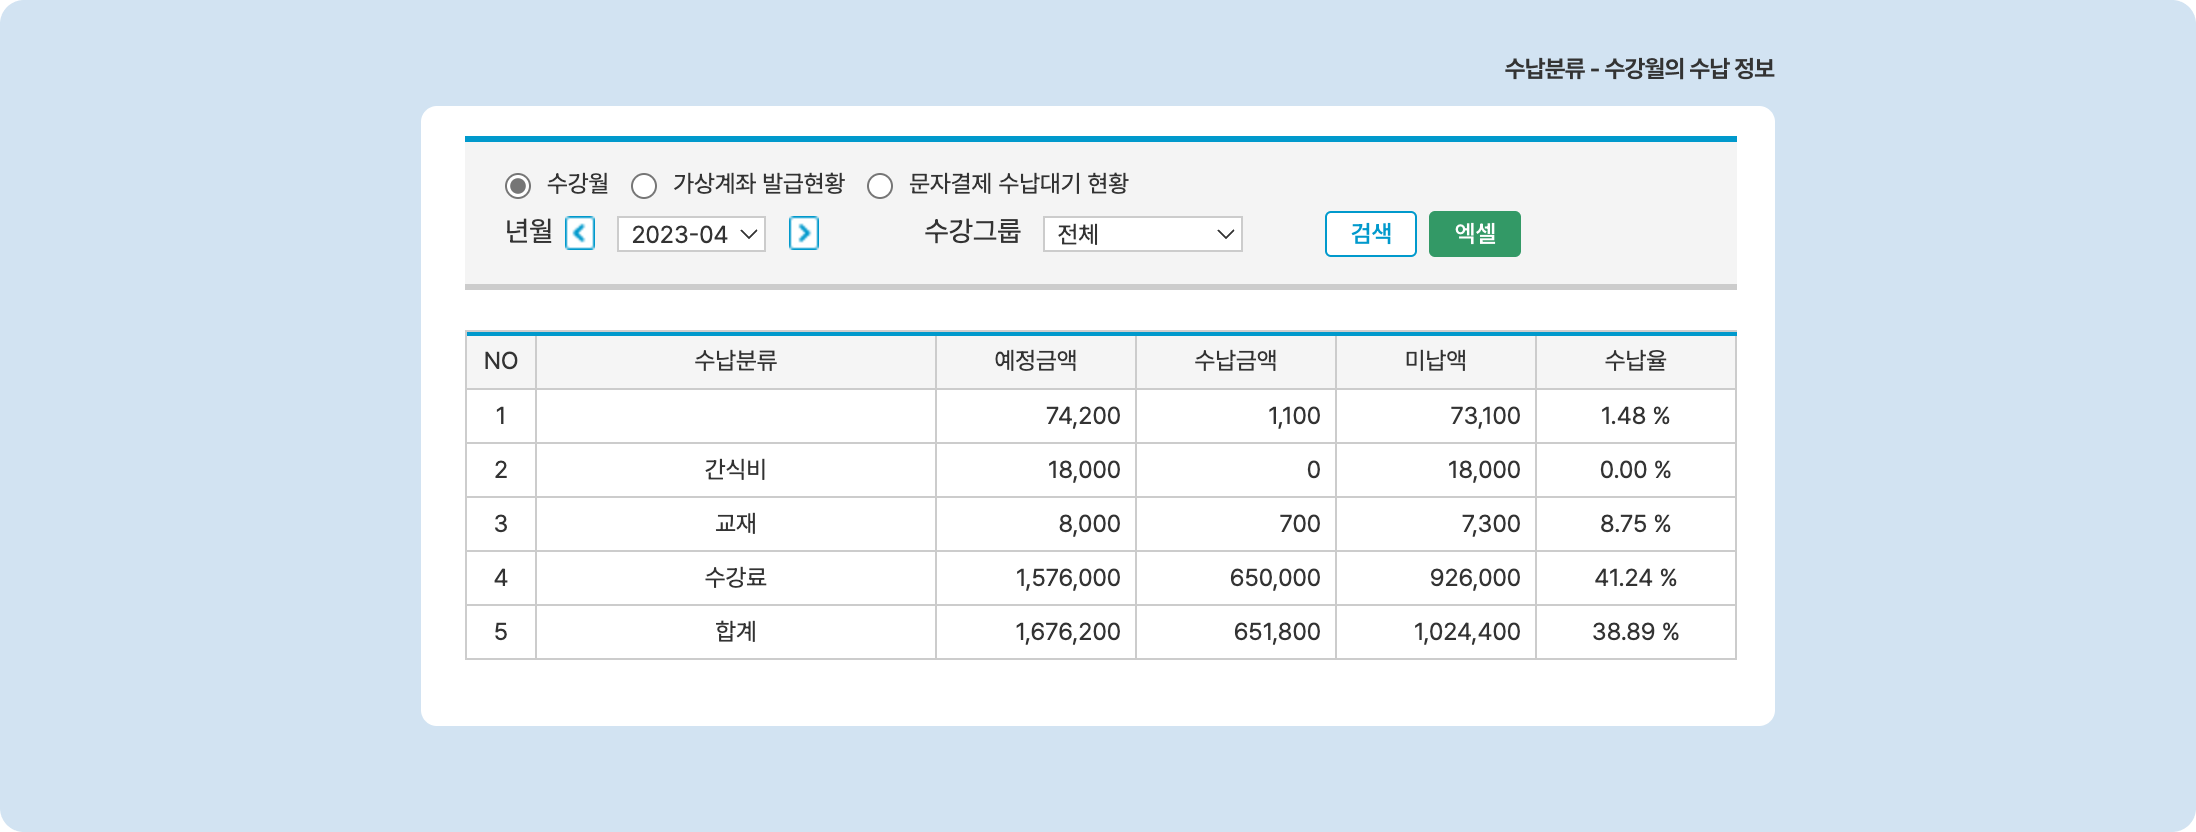 수납분류 - 수강월의 수납 정보
수강월 가상계좌 발급현황 문자결제 수납대기 현황
년월 2023-04 수강그룹 전체 검색 엑셀
NO 수납분류 예정금액 수납금액 미납액 수납율
1 74,200 1,100 73,100 1.48 %
2 간식비 18,000 0 18,000 0.00 %
3 교재 8,000 700 7,300 8.75 %
4 수강료 1,576,000 650,000 926,000 41.24 %
5 합계 1,676,200 651,800 1,024,400 38.89 %